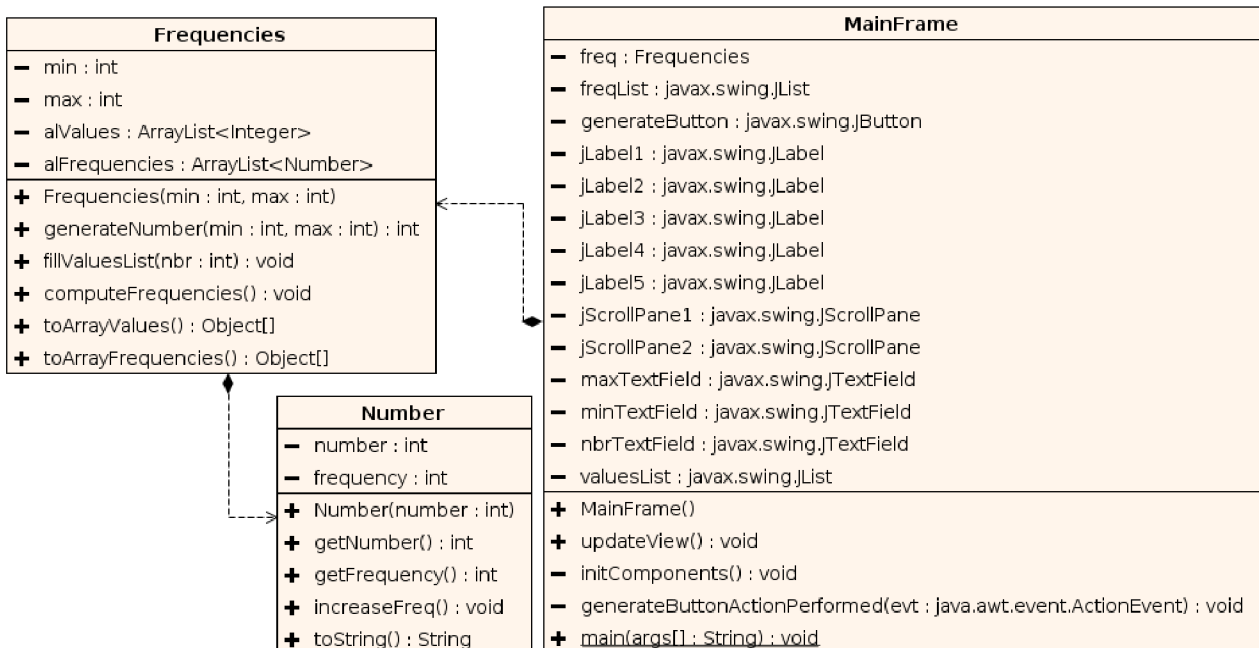 Frequencies
− min : int
− max : int
− alValues : ArrayList<Integer>
− alFrequencies : ArrayList<Number>
+ Frequencies(min : int, max : int)
+ generateNumber(min : int, max : int) : int
+ fillValuesList(nbr : int) : void
+ computeFrequencies() : void
+ toArrayValues() : Object[]
+ toArrayFrequencies() : Object[]
Number
− number : int
− frequency : int
+ Number(number : int)
+ getNumber() : int
+ getFrequency() : int
+ increaseFreq() : void
+ toString() : String
MainFrame
− freq : Frequencies
− freqList : javax.swing.JList
− generateButton : javax.swing.JButton
− jLabel1 : javax.swing.JLabel
− jLabel2 : javax.swing.JLabel
− jLabel3 : javax.swing.JLabel
− jLabel4 : javax.swing.JLabel
− jLabel5 : javax.swing.JLabel
− jScrollPane1 : javax.swing.JScrollPane
− jScrollPane2 : javax.swing.JScrollPane
− maxTextField : javax.swing.JTextField
− minTextField : javax.swing.JTextField
− nbrTextField : javax.swing.JTextField
− valuesList : javax.swing.JList
+ MainFrame()
+ updateView() : void
− initComponents() : void
− generateButtonActionPerformed(evt : java.awt.event.ActionEvent) : void
+ main(args[] : String) : void